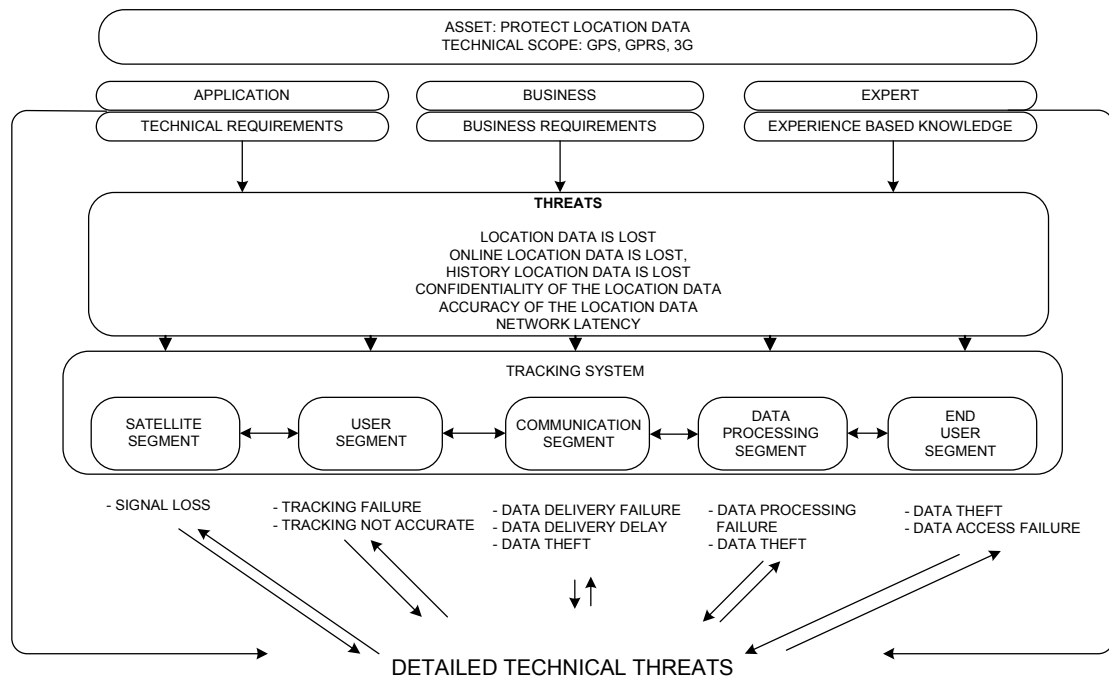 ASSET: PROTECT LOCATION DATA
TECHNICAL SCOPE: GPS, GPRS, 3G
APPLICATION
BUSINESS
EXPERT
TECHNICAL REQUIREMENTS
BUSINESS REQUIREMENTS
EXPERIENCE BASED KNOWLEDGE
THREATS
LOCATION DATA IS LOST
ONLINE LOCATION DATA IS LOST,
HISTORY LOCATION DATA IS LOST
CONFIDENTIALITY OF THE LOCATION DATA
ACCURACY OF THE LOCATION DATA
NETWORK LATENCY
TRACKING SYSTEM
SATELLITE
SEGMENT
USER
SEGMENT
COMMUNICATION
SEGMENT
DATA
PROCESSING
SEGMENT
END
USER
SEGMENT
- SIGNAL LOSS
- TRACKING FAILURE
- TRACKING NOT ACCURATE
- DATA DELIVERY FAILURE
- DATA DELIVERY DELAY
- DATA THEFT
- DATA PROCESSING
FAILURE
- DATA THEFT
- DATA THEFT
- DATA ACCESS FAILURE
DETAILED TECHNICAL THREATS